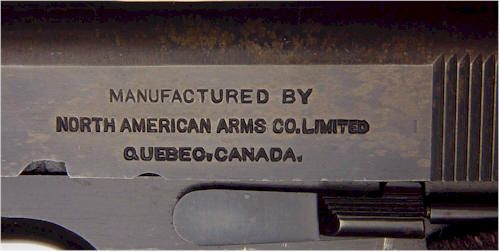 MANUFACTURED BY
NORTH AMERICAN ARMS CO. LIMITED
QUEBEC, CANADA.